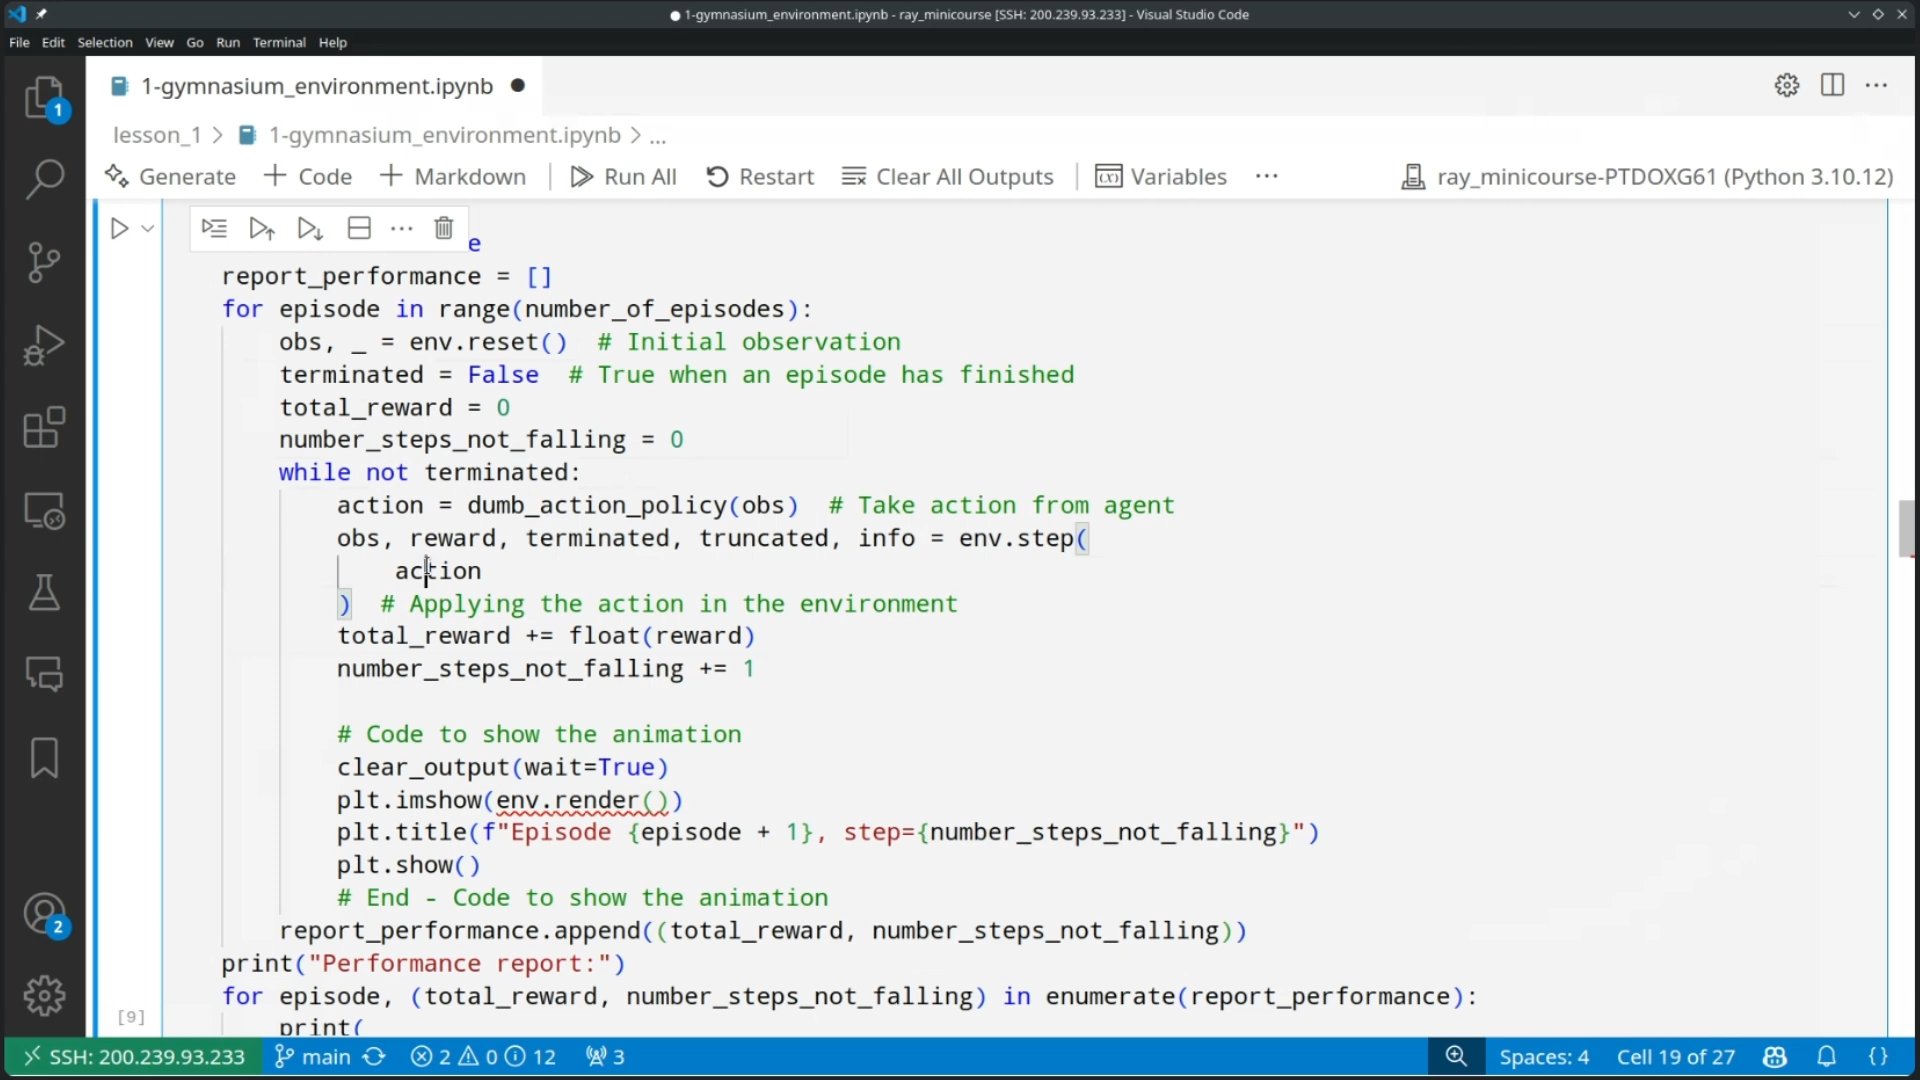 1-gymnasium_environment.ipynb - ray_minicourse [SSH: 200.239.93.233] - Visual Studio Code
File Edit Selection View Go Run Terminal Help
1-gymnasium_environment.ipynb
lesson_1 > 1-gymnasium_environment.ipynb > ...
Generate + Code + Markdown Run All Restart Clear All Outputs Variables ... ray_minicourse-PTDOXG61 (Python 3.10.12)
e
report_performance = []
for episode in range(number_of_episodes):
obs, _ = env.reset()  # Initial observation
terminated = False  # True when an episode has finished
total_reward = 0
number_steps_not_falling = 0
while not terminated:
action = dumb_action_policy(obs)  # Take action from agent
obs, reward, terminated, truncated, info = env.step(
action
)  # Applying the action in the environment
total_reward += float(reward)
number_steps_not_falling += 1
# Code to show the animation
clear_output(wait=True)
plt.imshow(env.render())
plt.title(f"Episode {episode + 1}, step={number_steps_not_falling}")
plt.show()
# End - Code to show the animation
report_performance.append((total_reward, number_steps_not_falling))
print("Performance report:")
for episode, (total_reward, number_steps_not_falling) in enumerate(report_performance):
print(
[9]
1
2
SSH: 200.239.93.233 main 2 0 12 3 Spaces: 4 Cell 19 of 27 {}